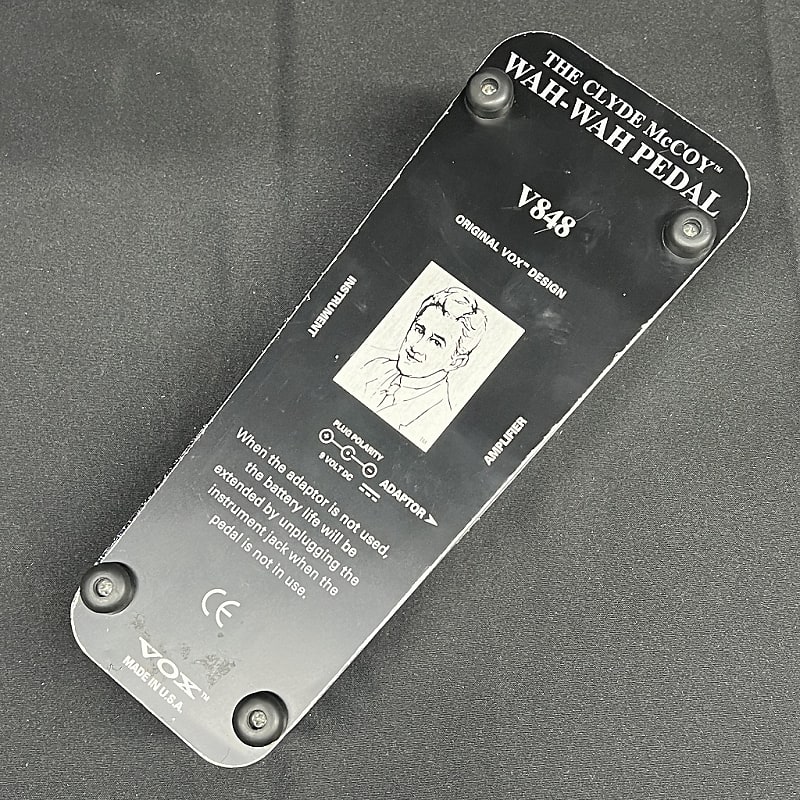 THE CLYDE McCOY™
WAH-WAH PEDAL
V848
ORIGINAL VOX™ DESIGN
INSTRUMENT
TM
AMPLIFIER
PLUG POLARITY
9 VOLT DC
ADAPTOR
When the adaptor is not used,
the battery life will be
extended by unplugging the
instrument jack when the
pedal is not in use.
CE
VOX™
MADE IN U.S.A.